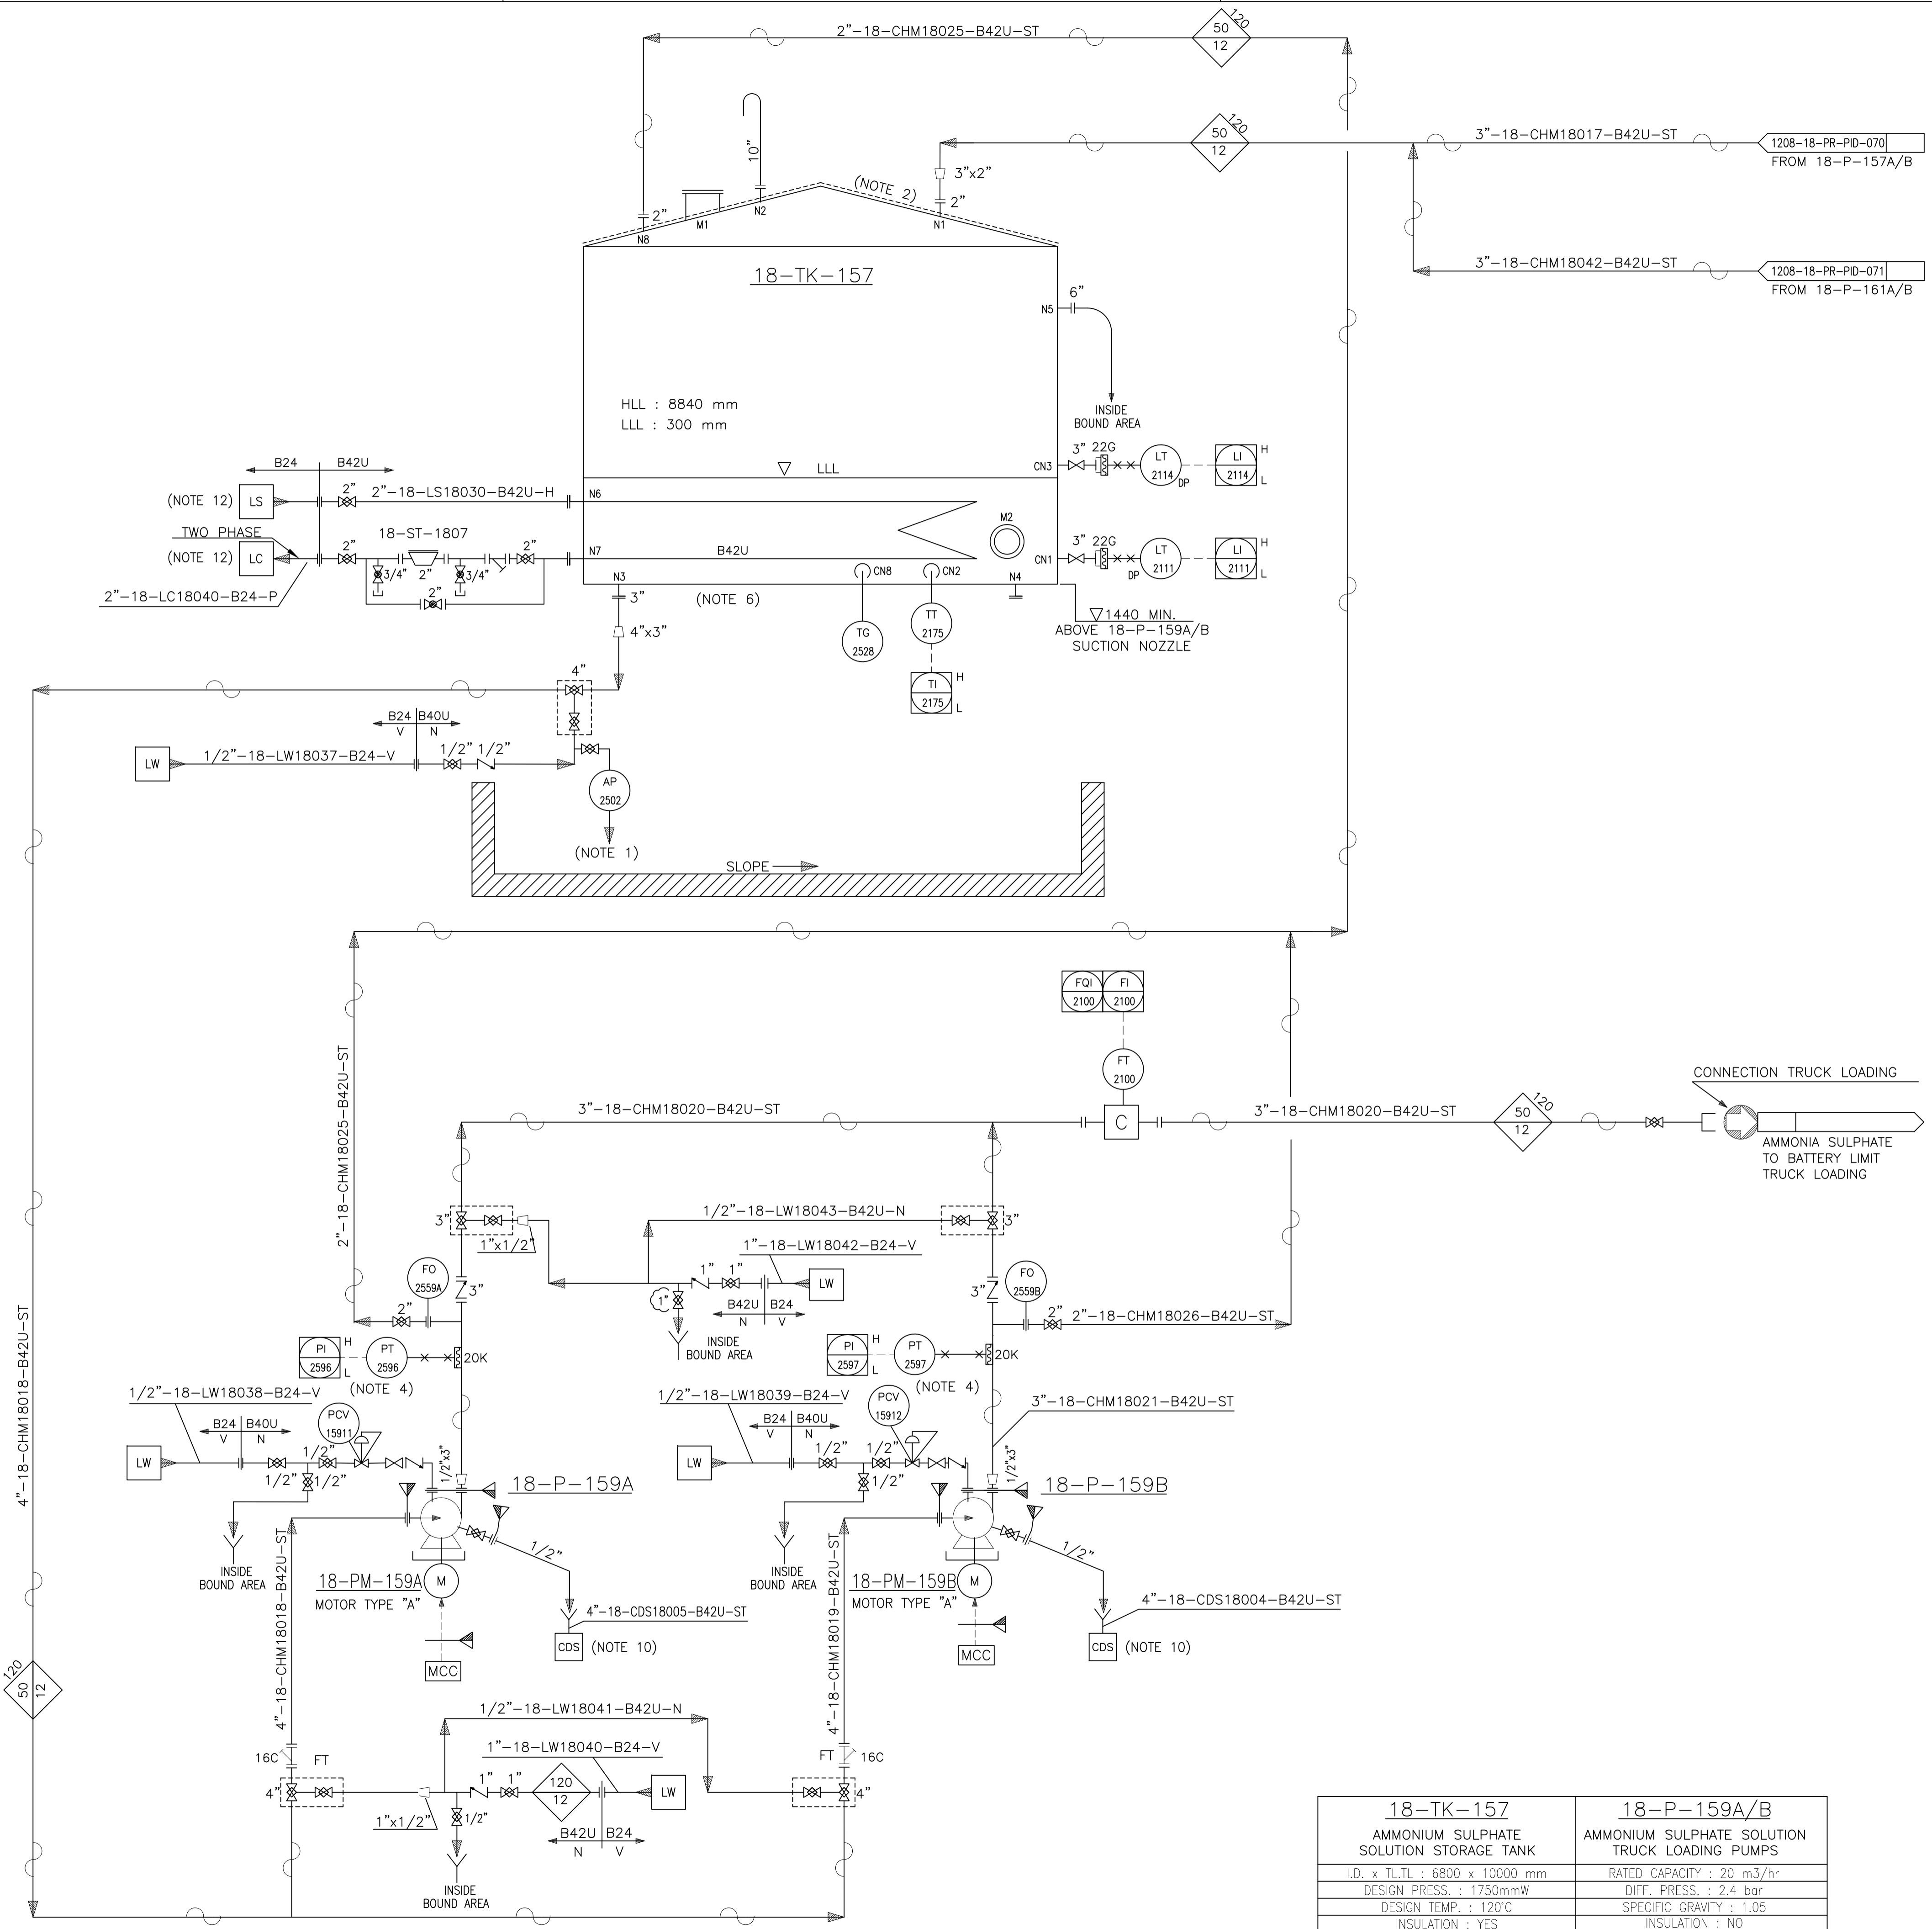 2"-18-CHM18025-B42U-ST
120
50
12
10"
120
50
12
3"-18-CHM18017-B42U-ST
1208-18-PR-PID-070
FROM 18-P-157A/B
3"x2"
(NOTE 2)
2"
2"
N8
M1
N2
N1
18-TK-157
3"-18-CHM18042-B42U-ST
1208-18-PR-PID-071
FROM 18-P-161A/B
N5
6"
INSIDE
BOUND AREA
HLL : 8840 mm
LLL : 300 mm
LLL
CN3
3"
22G
LT
2114
DP
LI
2114
H
L
B24
B42U
(NOTE 12)
LS
2"
2"-18-LS18030-B42U-H
N6
TWO PHASE
18-ST-1807
(NOTE 12)
LC
2"
3/4"
2"
3/4"
2"
N7
B42U
M2
CN1
3"
22G
DP
LT
2111
LI
2111
H
L
2"
2"-18-LC18040-B24-P
N3
3"
(NOTE 6)
CN8
CN2
N4
TG
2528
TT
2175
TI
2175
H
L
1440 MIN.
ABOVE 18-P-159A/B
SUCTION NOZZLE
4"x3"
4"
B24
B40U
V
N
LW
1/2"-18-LW18037-B24-V
1/2"
1/2"
AP
2502
(NOTE 1)
SLOPE
FQI
2100
FI
2100
FT
2100
C
3"-18-CHM18020-B42U-ST
3"-18-CHM18020-B42U-ST
120
50
12
CONNECTION TRUCK LOADING
AMMONIA SULPHATE
TO BATTERY LIMIT
TRUCK LOADING
2"-18-CHM18025-B42U-ST
3"
1"x1/2"
1/2"-18-LW18043-B42U-N
3"
1"-18-LW18042-B24-V
1"
1"
LW
1"
B42U
B24
N
V
INSIDE
BOUND AREA
FO
2559A
3"
2"
FO
2559B
3"
2"
2"-18-CHM18026-B42U-ST
PI
2596
H
L
PT
2596
20K
(NOTE 4)
PI
2597
H
L
PT
2597
20K
(NOTE 4)
4"-18-CHM18018-B42U-ST
1/2"-18-LW18038-B24-V
B24
B40U
V
N
PCV
15911
LW
1/2"
1/2"
1/2"
1/2"x3"
18-P-159A
INSIDE
BOUND AREA
1/2"-18-LW18039-B24-V
B24
B40U
V
N
PCV
15912
LW
1/2"
1/2"
1/2"
1/2"x3"
3"-18-CHM18021-B42U-ST
18-P-159B
INSIDE
BOUND AREA
4"-18-CHM18018-B42U-ST
18-PM-159A
MOTOR TYPE "A"
M
MCC
1/2"
4"-18-CDS18005-B42U-ST
CDS
(NOTE 10)
4"-18-CHM18019-B42U-ST
18-PM-159B
MOTOR TYPE "A"
M
MCC
1/2"
4"-18-CDS18004-B42U-ST
CDS
(NOTE 10)
120
50
12
16C
FT
4"
1/2"-18-LW18041-B42U-N
1"-18-LW18040-B24-V
1"x1/2"
1"
1"
120
12
LW
1/2"
B42U
B24
N
V
INSIDE
BOUND AREA
FT
16C
4"
18-TK-157
AMMONIUM SULPHATE
SOLUTION STORAGE TANK
I.D. x TL.TL : 6800 x 10000 mm
DESIGN PRESS. : 1750mmW
DESIGN TEMP. : 120°C
INSULATION : YES
18-P-159A/B
AMMONIUM SULPHATE SOLUTION
TRUCK LOADING PUMPS
RATED CAPACITY : 20 m3/hr
DIFF. PRESS. : 2.4 bar
SPECIFIC GRAVITY : 1.05
INSULATION : NO